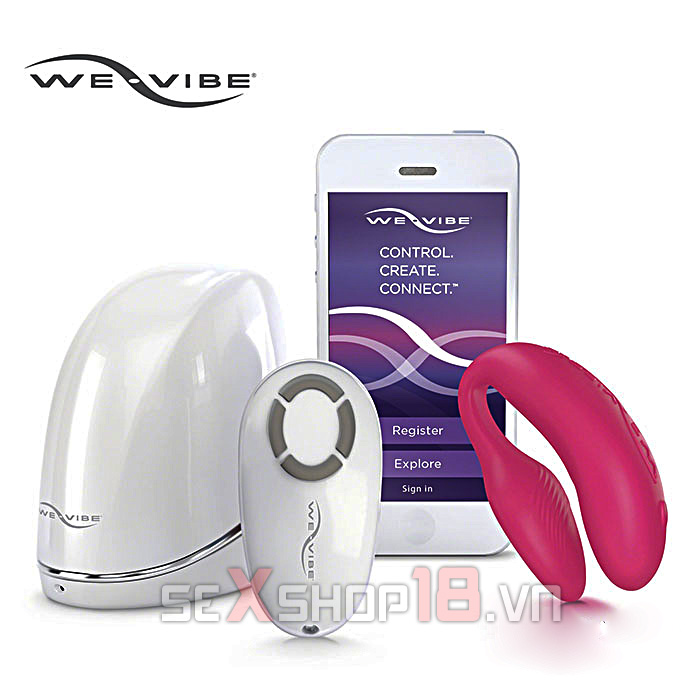 WE-VIBE®
WE-VIBE
CONTROL.
CREATE.
CONNECT.™
Register
Explore
Sign in
WE-VIBE
WE-VIBE
sexshop18.vn